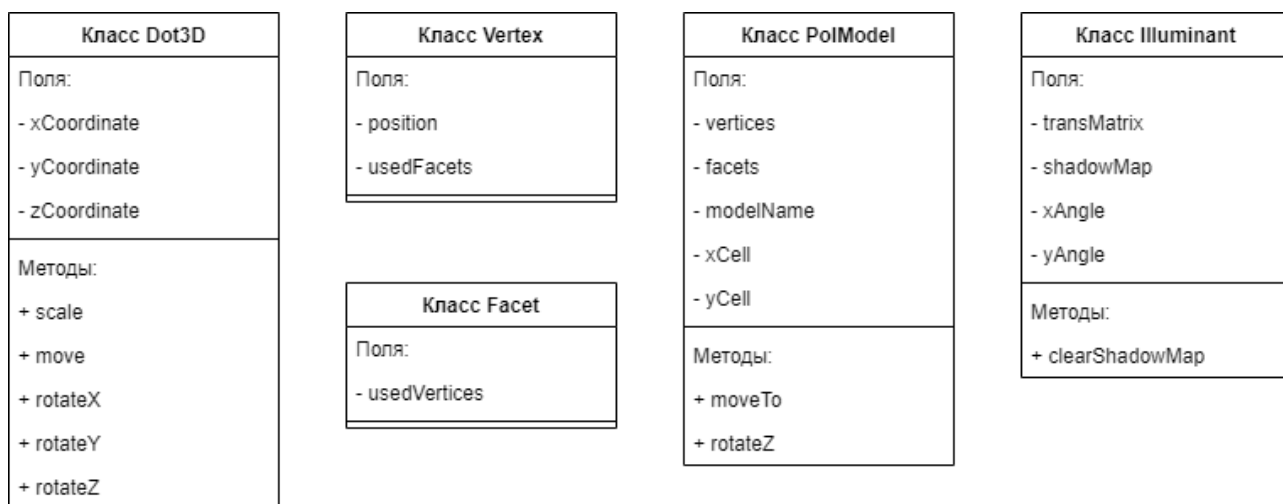 Класс Dot3D
Поля:
- xCoordinate
- yCoordinate
- zCoordinate
Методы:
+ scale
+ move
+ rotateX
+ rotateY
+ rotateZ
Класс Vertex
Поля:
- position
- usedFacets
Класс Facet
Поля:
- usedVertices
Класс PolModel
Поля:
- vertices
- facets
- modelName
- xCell
- yCell
Методы:
+ moveTo
+ rotateZ
Класс Illuminant
Поля:
- transMatrix
- shadowMap
- xAngle
- yAngle
Методы:
+ clearShadowMap